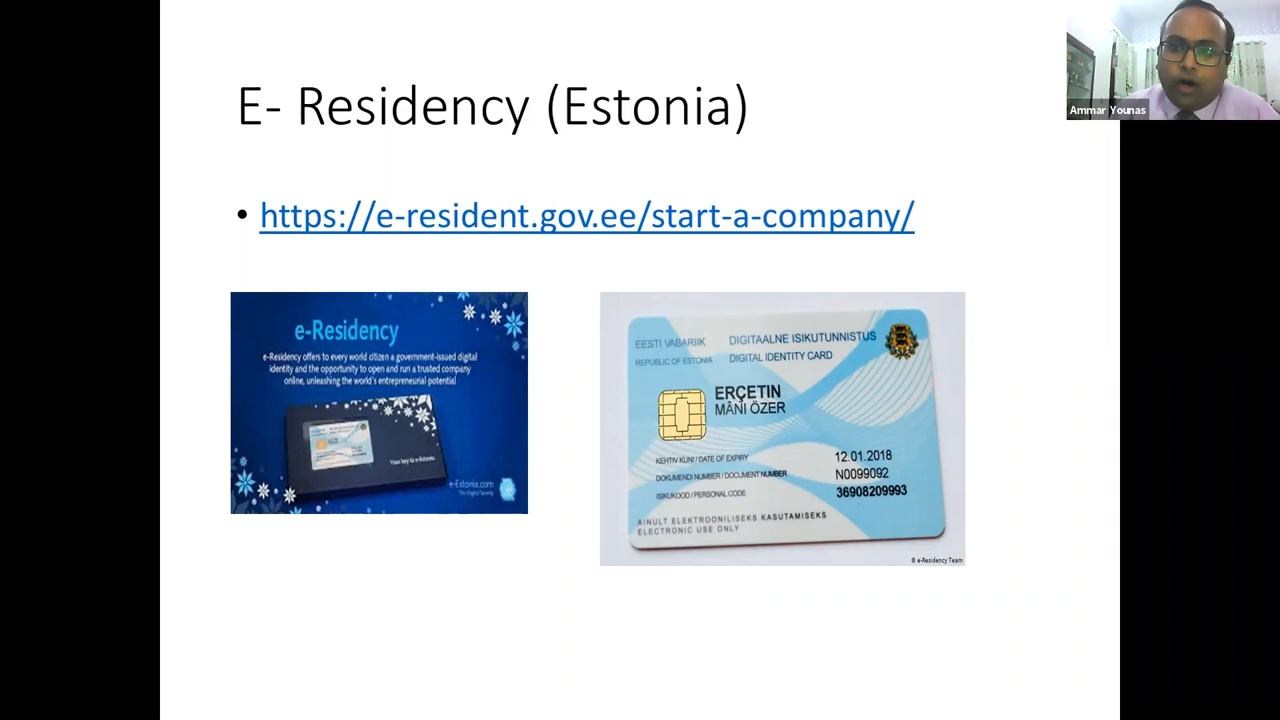 E- Residency (Estonia)
Ammar Younas
• https://e-resident.gov.ee/start-a-company/
e-Residency
e-Residency offers to every world citizen a government-issued digital
identity and the opportunity to open and run a trusted company
online, unleashing the world's entrepreneurial potential
Your key to e-Estonia
e-Estonia.com
The Digital Society
EESTI VABARIIK
REPUBLIC OF ESTONIA
DIGITAALNE ISIKUTUNNISTUS
DIGITAL IDENTITY CARD
ERÇETIN
MÂNI ÖZER
KEHTIV KUNI / DATE OF EXPIRY 12.01.2018
DOKUMENDI NUMBER / DOCUMENT NUMBER N0099092
ISIKUKOOD / PERSONAL CODE 36908209993
AINULT ELEKTROONILISEKS KASUTAMISEKS
ELECTRONIC USE ONLY
© e-Residency Team